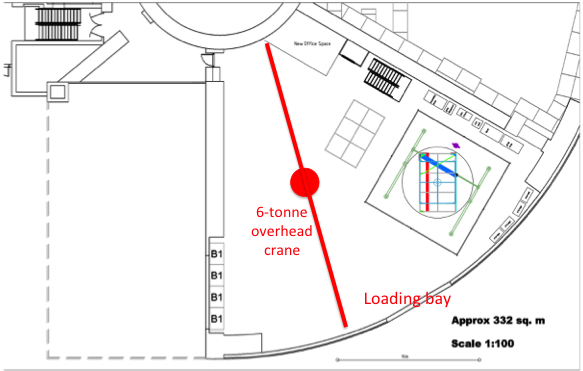 New Office Space
6-tonne
overhead
crane
B1
B1
B1
B1
Loading bay
Approx 332 sq. m
Scale 1:100